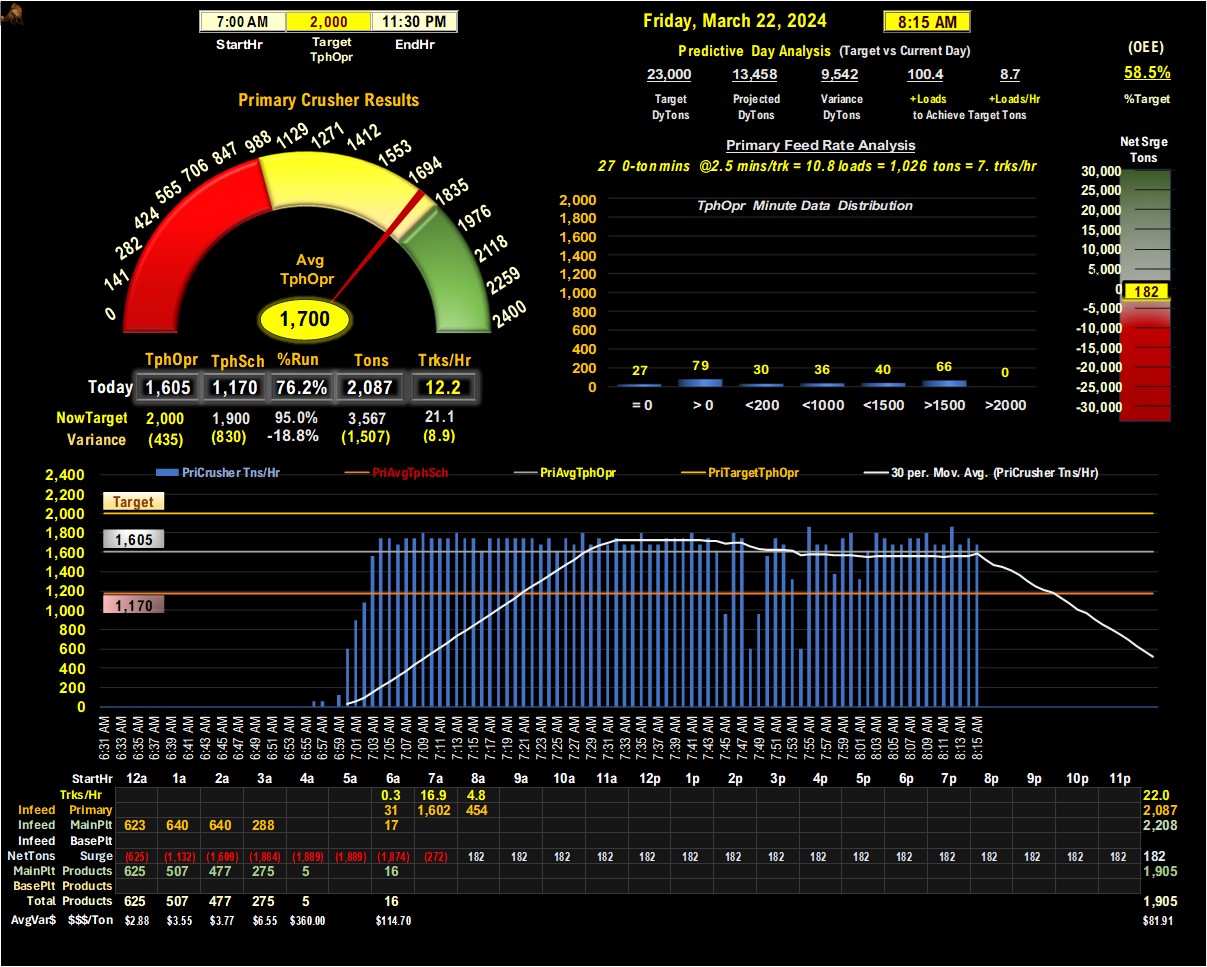 7:00 AM 2,000 11:30 PM
StartHr Target TphOpr EndHr
Friday, March 22, 2024 8:15 AM
Predictive Day Analysis (Target vs Current Day)
23,000 13,458 9,542 100.4 8.7
Target DyTons Projected DyTons Variance DyTons +Loads +Loads/Hr
to Achieve Target Tons
(OEE)
58.5%
%Target
Primary Crusher Results
0 141 282 424 565 706 847 988 1129 1271 1412 1553 1694 1835 1976 2118 2259 2400
Avg
TphOpr
1,700
TphOpr TphSch %Run Tons Trks/Hr
Today 1,605 1,170 76.2% 2,087 12.2
NowTarget 2,000 1,900 95.0% 3,567 21.1
Variance (435) (830) -18.8% (1,507) (8.9)
Primary Feed Rate Analysis
27 0-ton mins @2.5 mins/trk = 10.8 loads = 1,026 tons = 7. trks/hr
TphOpr Minute Data Distribution
2,000
1,800
1,600
1,400
1,200
1,000
800
600
400
200
0
27 79 30 36 40 66 0
= 0 > 0 <200 <1000 <1500 >1500 >2000
Net Srge
Tons
30,000
25,000
20,000
15,000
10,000
5,000
0
182
-5,000
-10,000
-15,000
-20,000
-25,000
-30,000
PriCrusher Tns/Hr PriAvgTphSch PriAvgTphOpr PriTargetTphOpr 30 per. Mov. Avg. (PriCrusher Tns/Hr)
2,400
2,200
2,000
1,800
1,600
1,400
1,200
1,000
800
600
400
200
0
Target
1,605
1,170
6:31 AM 6:33 AM 6:35 AM 6:37 AM 6:39 AM 6:41 AM 6:43 AM 6:45 AM 6:47 AM 6:49 AM 6:51 AM 6:53 AM 6:55 AM 6:57 AM 6:59 AM 7:01 AM 7:03 AM 7:05 AM 7:07 AM 7:09 AM 7:11 AM 7:13 AM 7:15 AM 7:17 AM 7:19 AM 7:21 AM 7:23 AM 7:25 AM 7:27 AM 7:29 AM 7:31 AM 7:33 AM 7:35 AM 7:37 AM 7:39 AM 7:41 AM 7:43 AM 7:45 AM 7:47 AM 7:49 AM 7:51 AM 7:53 AM 7:55 AM 7:57 AM 7:59 AM 8:01 AM 8:03 AM 8:05 AM 8:07 AM 8:09 AM 8:11 AM 8:13 AM 8:15 AM
StartHr 12a 1a 2a 3a 4a 5a 6a 7a 8a 9a 10a 11a 12p 1p 2p 3p 4p 5p 6p 7p 8p 9p 10p 11p
Trks/Hr 0.3 16.9 4.8 22.0
Infeed Primary 31 1,602 454 2,087
Infeed MainPlt 623 640 640 288 17 2,208
Infeed BasePlt
NetTons Surge (625) (1,132) (1,609) (1,884) (1,889) (1,889) (1,874) (272) 182 182 182 182 182 182 182 182 182 182 182 182 182 182 182 182 182
MainPlt Products 625 507 477 275 5 16 1,905
BasePlt Products
Total Products 625 507 477 275 5 16 1,905
AvgVar$ $$$/Ton $2.88 $3.55 $3.77 $6.55 $360.00 $114.70 $81.91